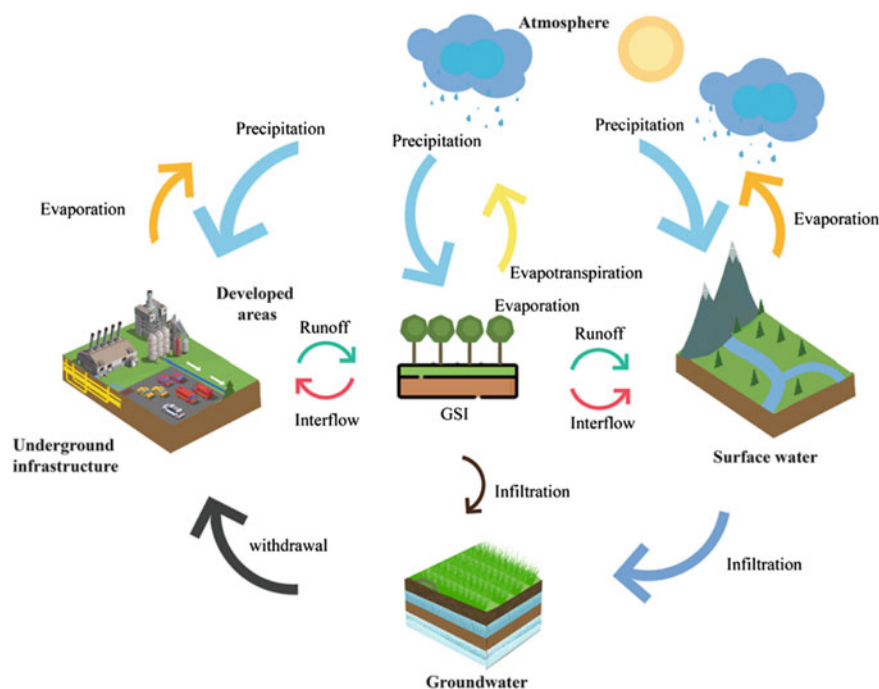 Atmosphere
Precipitation
Precipitation
Precipitation
Evaporation
Evaporation
Evapotranspiration
Developed
areas
Evaporation
Runoff
Runoff
GSI
Interflow
Interflow
Underground
infrastructure
Surface water
Infiltration
withdrawal
Infiltration
Groundwater